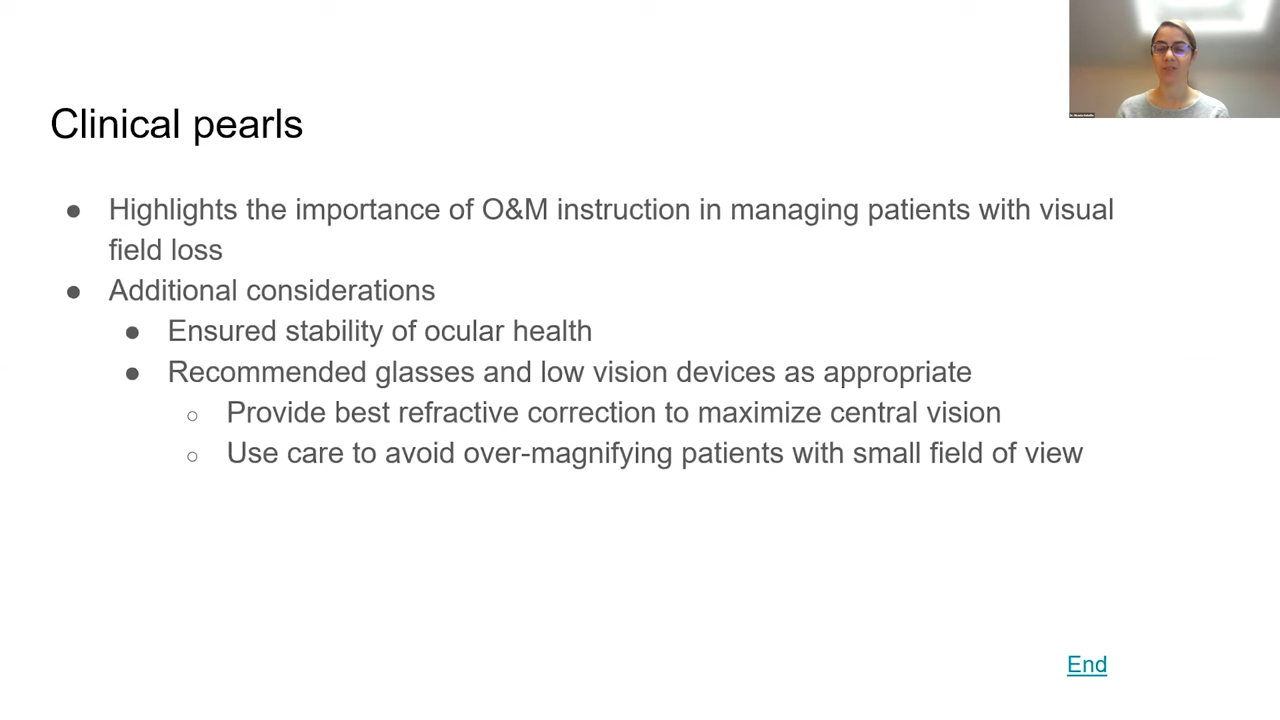 Clinical pearls
● Highlights the importance of O&M instruction in managing patients with visual
field loss
● Additional considerations
● Ensured stability of ocular health
● Recommended glasses and low vision devices as appropriate
○ Provide best refractive correction to maximize central vision
○ Use care to avoid over-magnifying patients with small field of view
End